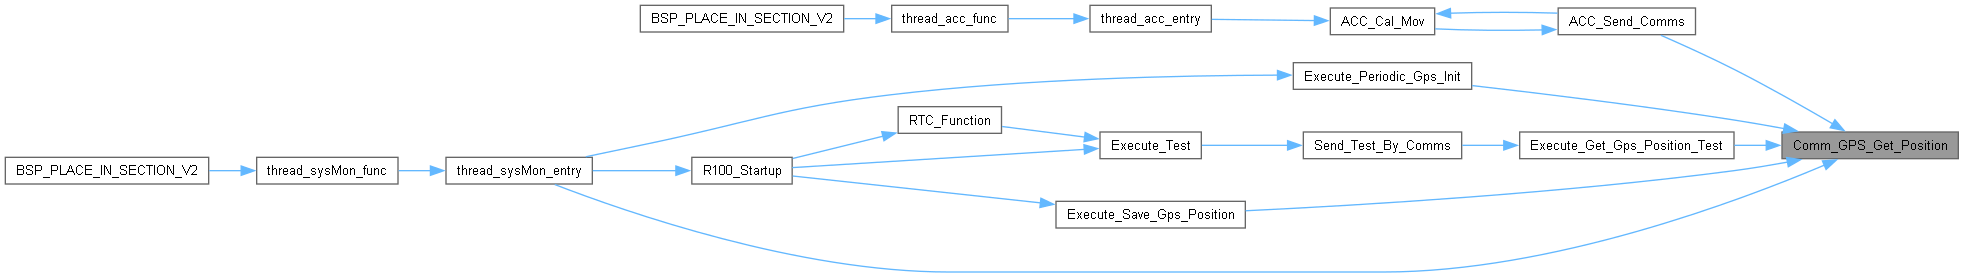 BSP_PLACE_IN_SECTION_V2
thread_acc_func
thread_acc_entry
ACC_Cal_Mov
ACC_Send_Comms
Execute_Periodic_Gps_Init
RTC_Function
Execute_Test
Send_Test_By_Comms
Execute_Get_Gps_Position_Test
Comm_GPS_Get_Position
BSP_PLACE_IN_SECTION_V2
thread_sysMon_func
thread_sysMon_entry
R100_Startup
Execute_Save_Gps_Position